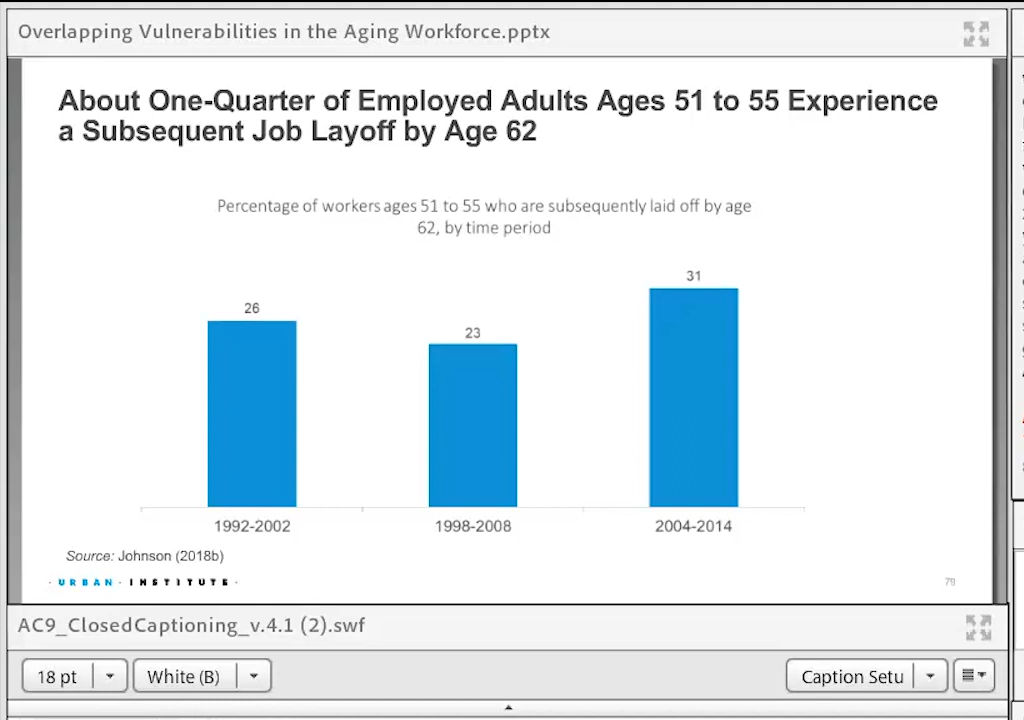 Overlapping Vulnerabilities in the Aging Workforce.pptx
About One-Quarter of Employed Adults Ages 51 to 55 Experience
a Subsequent Job Layoff by Age 62
Percentage of workers ages 51 to 55 who are subsequently laid off by age
62, by time period
26
23
31
1992-2002
1998-2008
2004-2014
Source: Johnson (2018b)
· URBAN · INSTITUTE ·
AC9_ClosedCaptioning_v.4.1 (2).swf
18 pt
White (B)
Caption Setu